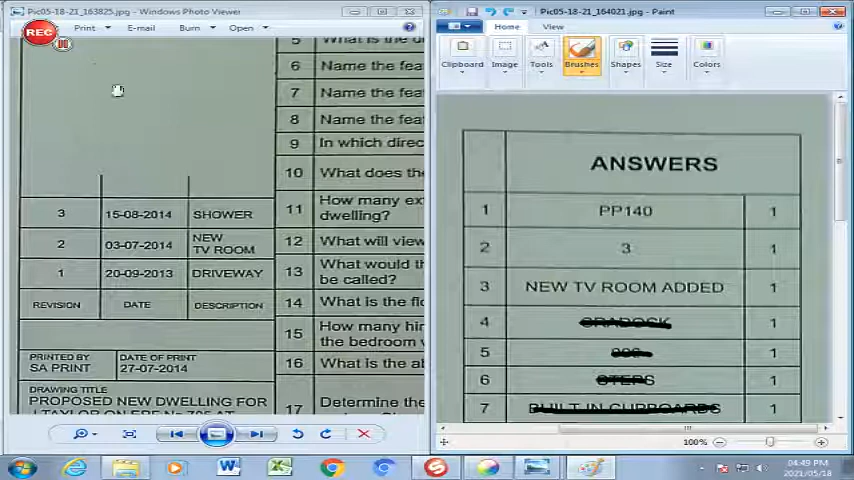 Pic05-18-21_163825.jpg - Windows Photo Viewer
REC
Print
E-mail
Burn
Open
5 What is the
6 Name the fea
7 Name the fea
8 Name the fea
9 In which direc
10 What does the
11 How many ex
dwelling?
12 What will view
13 What would t
be called?
14 What is the flo
15 How many hin
the bedroom
16 What is the ab
17 Determine the
3 15-08-2014 SHOWER
2 03-07-2014 NEW
TV ROOM
1 20-09-2013 DRIVEWAY
REVISION DATE DESCRIPTION
PRINTED BY
SA PRINT
DATE OF PRINT
27-07-2014
DRAWING TITLE
PROPOSED NEW DWELLING FOR
Pic05-18-21_164021.jpg - Paint
Home
View
Clipboard
Image
Tools
Brushes
Shapes
Size
Colors
ANSWERS
1 PP140 1
2 3 1
3 NEW TV ROOM ADDED 1
4 1
5 1
6 1
7 BUILT IN CUPBOARDS 1
100%
04:49 PM
2021/05/18